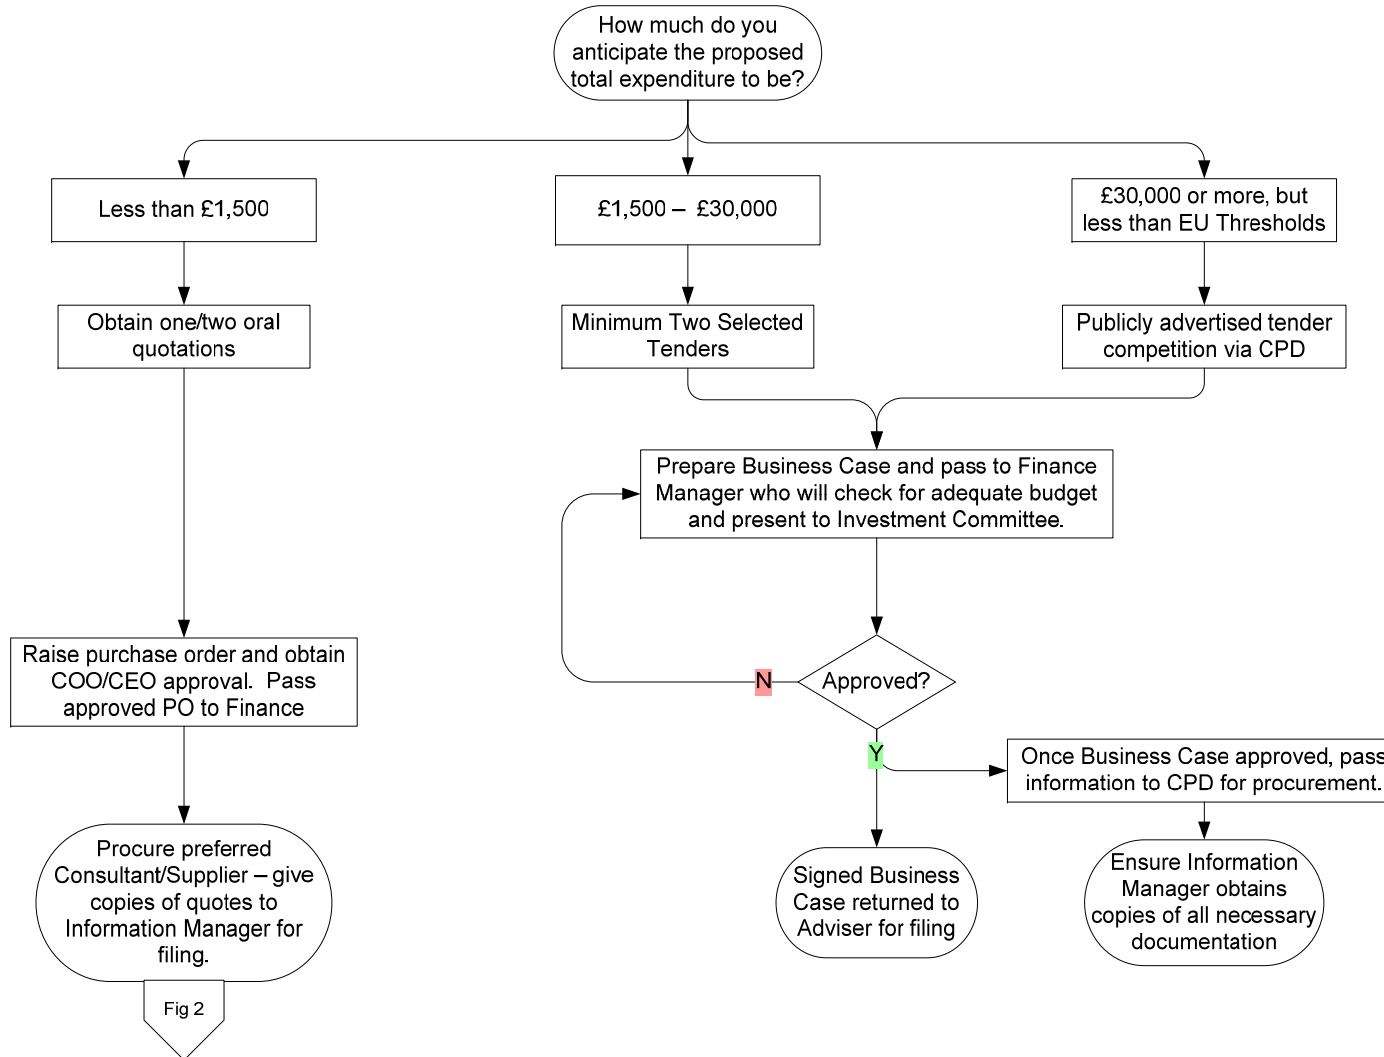 How much do you
anticipate the proposed
total expenditure to be?
Less than £1,500
£1,500 – £30,000
£30,000 or more, but
less than EU Thresholds
Obtain one/two oral
quotations
Minimum Two Selected
Tenders
Publicly advertised tender
competition via CPD
Prepare Business Case and pass to Finance
Manager who will check for adequate budget
and present to Investment Committee.
Raise purchase order and obtain
COO/CEO approval.  Pass
approved PO to Finance
N
Approved?
Y
Once Business Case approved, pass
information to CPD for procurement.
Procure preferred
Consultant/Supplier – give
copies of quotes to
Information Manager for
filing.
Signed Business
Case returned to
Adviser for filing
Ensure Information
Manager obtains
copies of all necessary
documentation
Fig 2